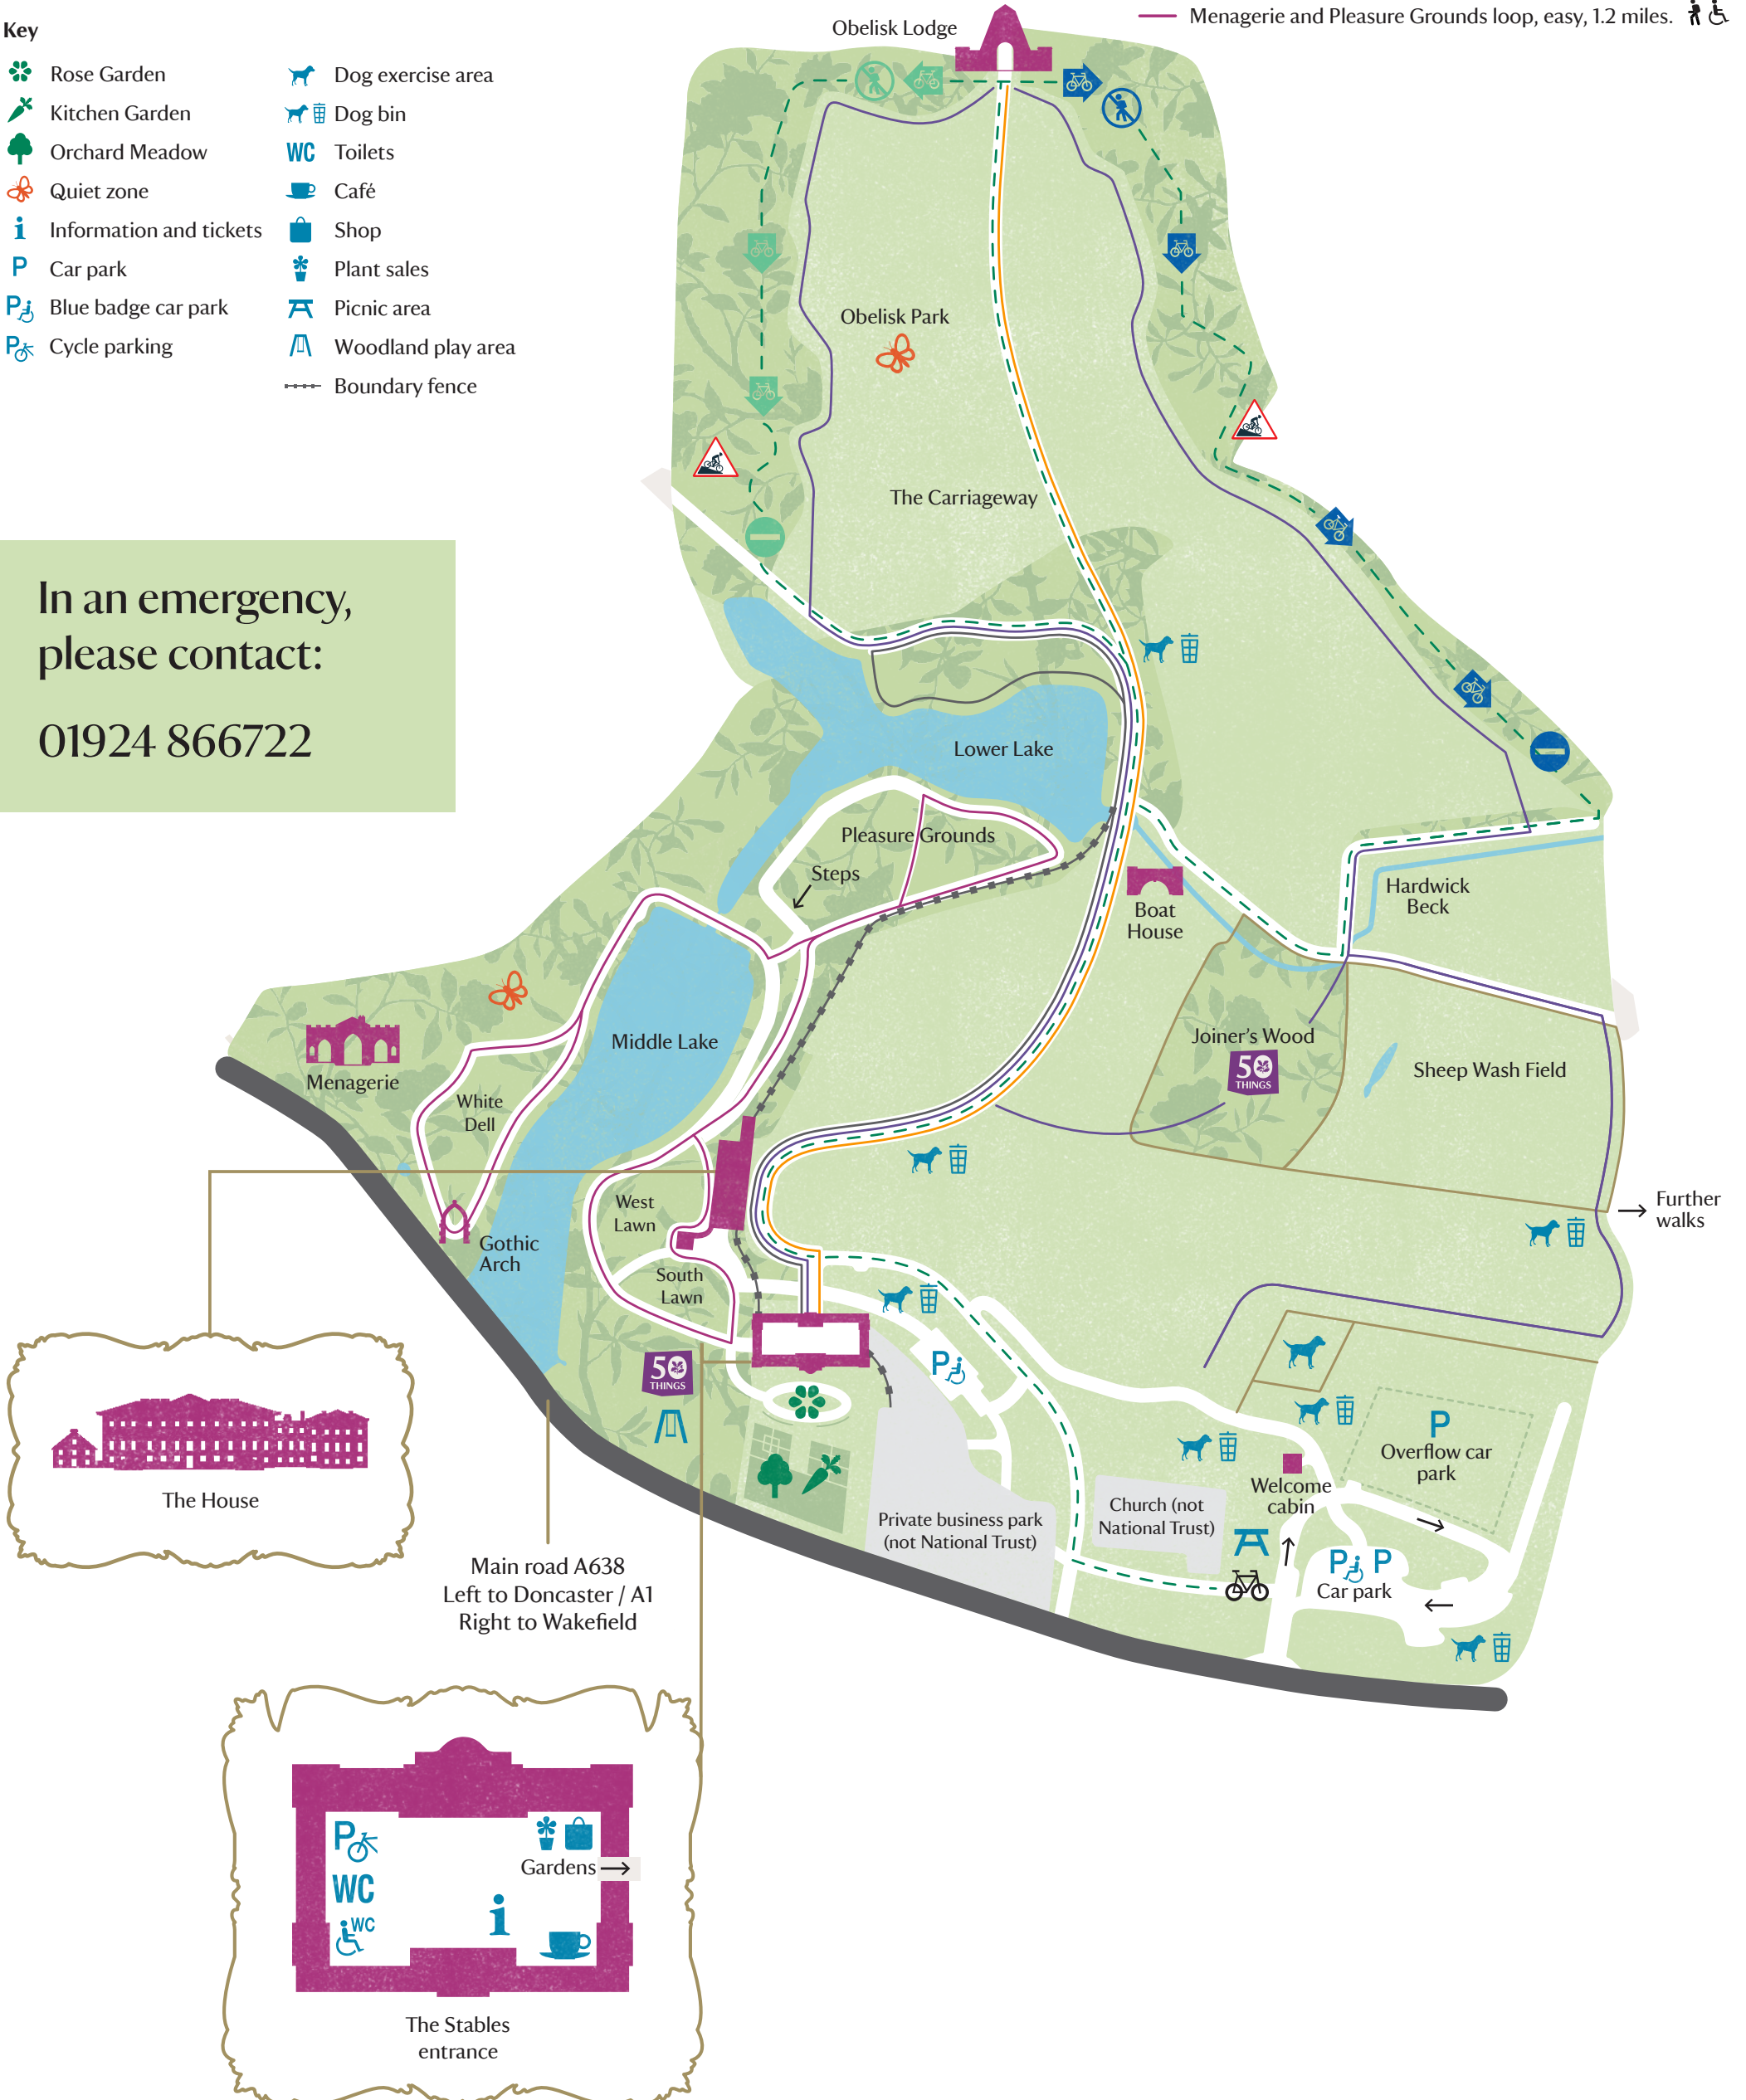 Menagerie and Pleasure Grounds loop, easy, 1.2 miles.
Key
Rose Garden
Kitchen Garden
Orchard Meadow
Quiet zone
i Information and tickets
P Car park
P Blue badge car park
P Cycle parking
Dog exercise area
Dog bin
WC Toilets
Café
Shop
Plant sales
Picnic area
Woodland play area
Boundary fence
In an emergency,
please contact:
01924 866722
Obelisk Lodge
Obelisk Park
The Carriageway
Lower Lake
Pleasure Grounds
Steps
Boat
House
Hardwick
Beck
Middle Lake
Menagerie
White
Dell
Joiner's Wood
50
THINGS
Sheep Wash Field
Further
walks
West
Lawn
Gothic
Arch
South
Lawn
50
THINGS
P
P
Overflow car
park
Welcome
cabin
Church (not
National Trust)
Private business park
(not National Trust)
P P
Car park
The House
Main road A638
Left to Doncaster / A1
Right to Wakefield
P
WC
WC
Gardens
i
The Stables
entrance